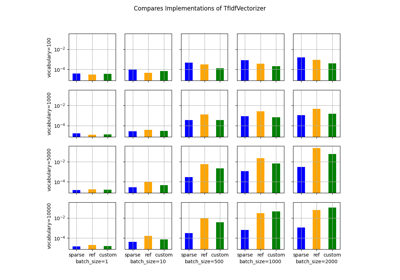 Compares Implementations of TfidfVectorizer
vocabulary=100
10⁻²
10⁻⁴
vocabulary=1000
10⁻²
10⁻⁴
vocabulary=5000
10⁻²
10⁻⁴
vocabulary=10000
10⁻²
10⁻⁴
sparse ref custom sparse ref custom sparse ref custom sparse ref custom sparse ref custom
batch_size=1 batch_size=10 batch_size=500 batch_size=1000 batch_size=2000